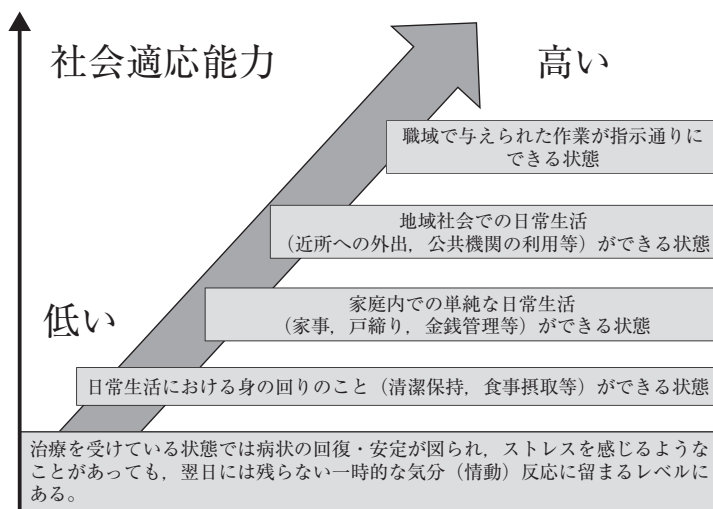 社会適応能力
高い
職域で与えられた作業が指示通りに
できる状態
地域社会での日常生活
（近所への外出，公共機関の利用等）ができる状態
低い
家庭内での単純な日常生活
（家事，戸締り，金銭管理等）ができる状態
日常生活における身の回りのこと（清潔保持，食事摂取等）ができる状態
治療を受けている状態では病状の回復・安定が図られ，ストレスを感じるような
ことがあっても，翌日には残らない一時的な気分（情動）反応に留まるレベルに
ある。